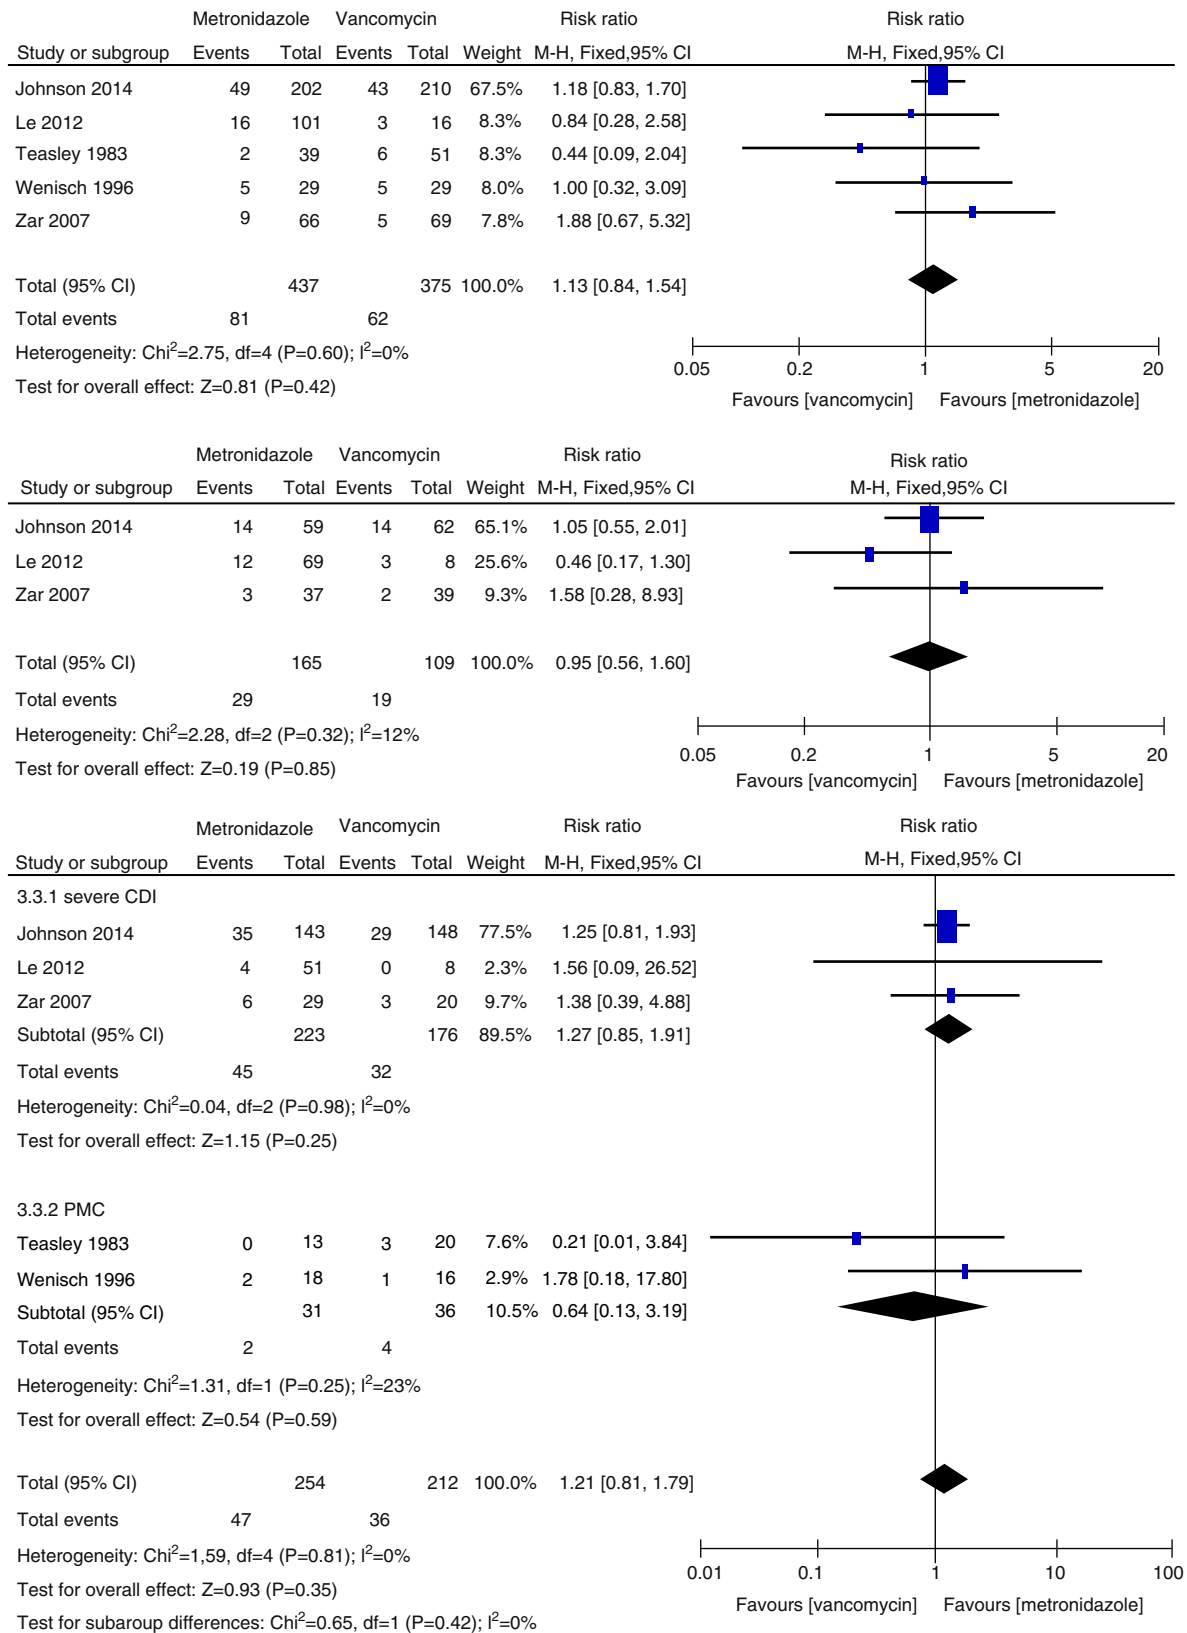 Metronidazole Vancomycin Risk ratio Risk ratio
Study or subgroup Events Total Events Total Weight M-H, Fixed,95% CI M-H, Fixed,95% CI
Johnson 2014 49 202 43 210 67.5% 1.18 [0.83, 1.70]
Le 2012 16 101 3 16 8.3% 0.84 [0.28, 2.58]
Teasley 1983 2 39 6 51 8.3% 0.44 [0.09, 2.04]
Wenisch 1996 5 29 5 29 8.0% 1.00 [0.32, 3.09]
Zar 2007 9 66 5 69 7.8% 1.88 [0.67, 5.32]
Total (95% CI) 437 375 100.0% 1.13 [0.84, 1.54]
Total events 81 62
Heterogeneity: Chi²=2.75, df=4 (P=0.60); I²=0%
Test for overall effect: Z=0.81 (P=0.42)
0.05 0.2 1 5 20
Favours [vancomycin] Favours [metronidazole]
Metronidazole Vancomycin Risk ratio Risk ratio
Study or subgroup Events Total Events Total Weight M-H, Fixed,95% CI M-H, Fixed,95% CI
Johnson 2014 14 59 14 62 65.1% 1.05 [0.55, 2.01]
Le 2012 12 69 3 8 25.6% 0.46 [0.17, 1.30]
Zar 2007 3 37 2 39 9.3% 1.58 [0.28, 8.93]
Total (95% CI) 165 109 100.0% 0.95 [0.56, 1.60]
Total events 29 19
Heterogeneity: Chi²=2.28, df=2 (P=0.32); I²=12%
Test for overall effect: Z=0.19 (P=0.85)
0.05 0.2 1 5 20
Favours [vancomycin] Favours [metronidazole]
Metronidazole Vancomycin Risk ratio Risk ratio
Study or subgroup Events Total Events Total Weight M-H, Fixed,95% CI M-H, Fixed,95% CI
3.3.1 severe CDI
Johnson 2014 35 143 29 148 77.5% 1.25 [0.81, 1.93]
Le 2012 4 51 0 8 2.3% 1.56 [0.09, 26.52]
Zar 2007 6 29 3 20 9.7% 1.38 [0.39, 4.88]
Subtotal (95% CI) 223 176 89.5% 1.27 [0.85, 1.91]
Total events 45 32
Heterogeneity: Chi²=0.04, df=2 (P=0.98); I²=0%
Test for overall effect: Z=1.15 (P=0.25)
3.3.2 PMC
Teasley 1983 0 13 3 20 7.6% 0.21 [0.01, 3.84]
Wenisch 1996 2 18 1 16 2.9% 1.78 [0.18, 17.80]
Subtotal (95% CI) 31 36 10.5% 0.64 [0.13, 3.19]
Total events 2 4
Heterogeneity: Chi²=1.31, df=1 (P=0.25); I²=23%
Test for overall effect: Z=0.54 (P=0.59)
Total (95% CI) 254 212 100.0% 1.21 [0.81, 1.79]
Total events 47 36
Heterogeneity: Chi²=1,59, df=4 (P=0.81); I²=0%
Test for overall effect: Z=0.93 (P=0.35)
Test for subaroup differences: Chi²=0.65, df=1 (P=0.42); I²=0%
0.01 0.1 1 10 100
Favours [vancomycin] Favours [metronidazole]